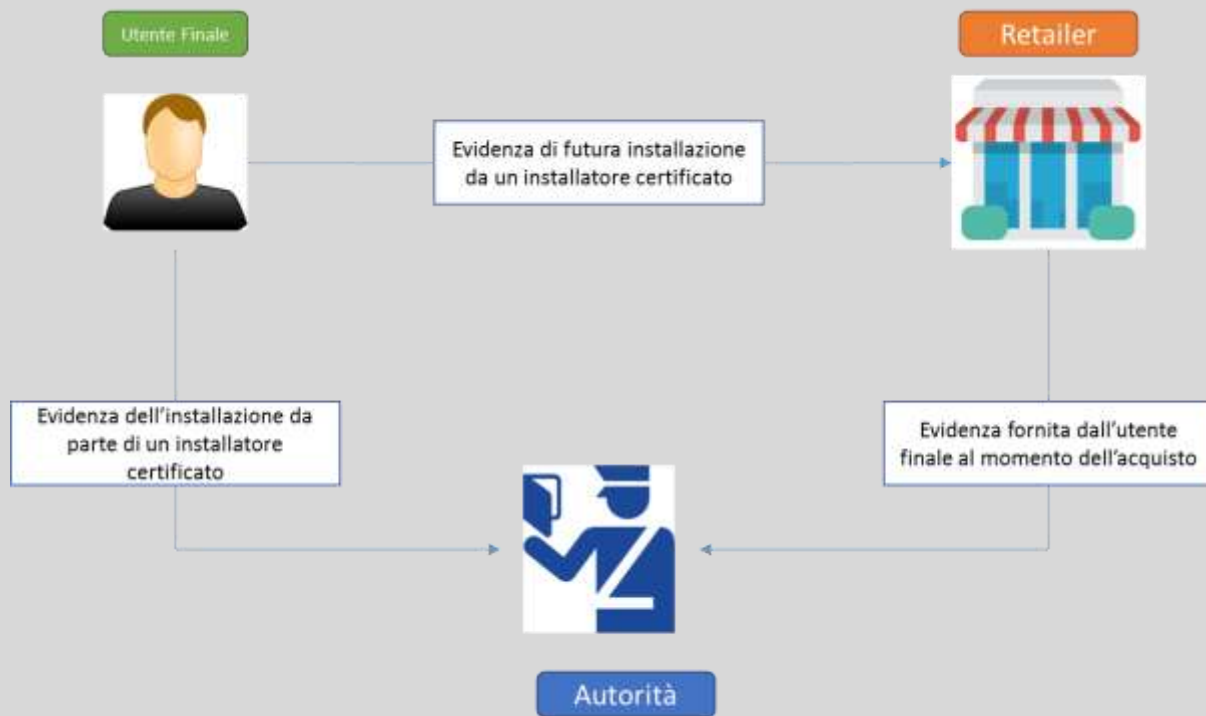 Utente Finale
Retailer
Evidenza di futura installazione
da un installatore certificato
Evidenza dell'installazione da
parte di un installatore
certificato
Evidenza fornita dall'utente
finale al momento dell'acquisto
Autorità